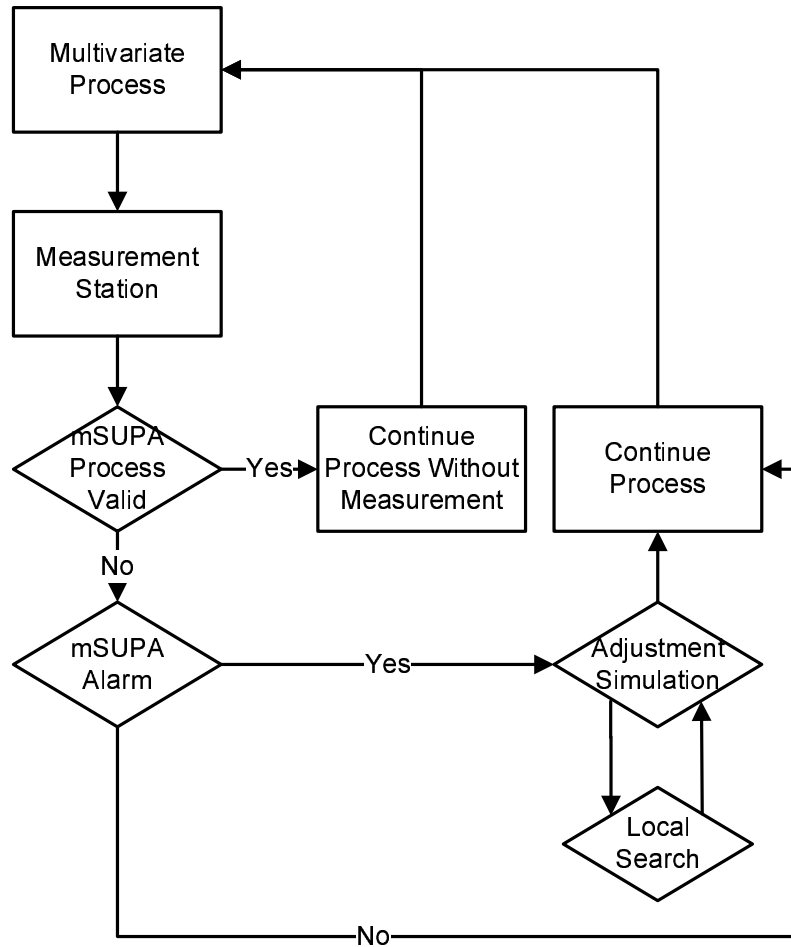 Multivariate
Process
Measurement
Station
mSUPA
Process
Valid
Yes
Continue
Process Without
Measurement
Continue
Process
No
mSUPA
Alarm
Yes
Adjustment
Simulation
Local
Search
No